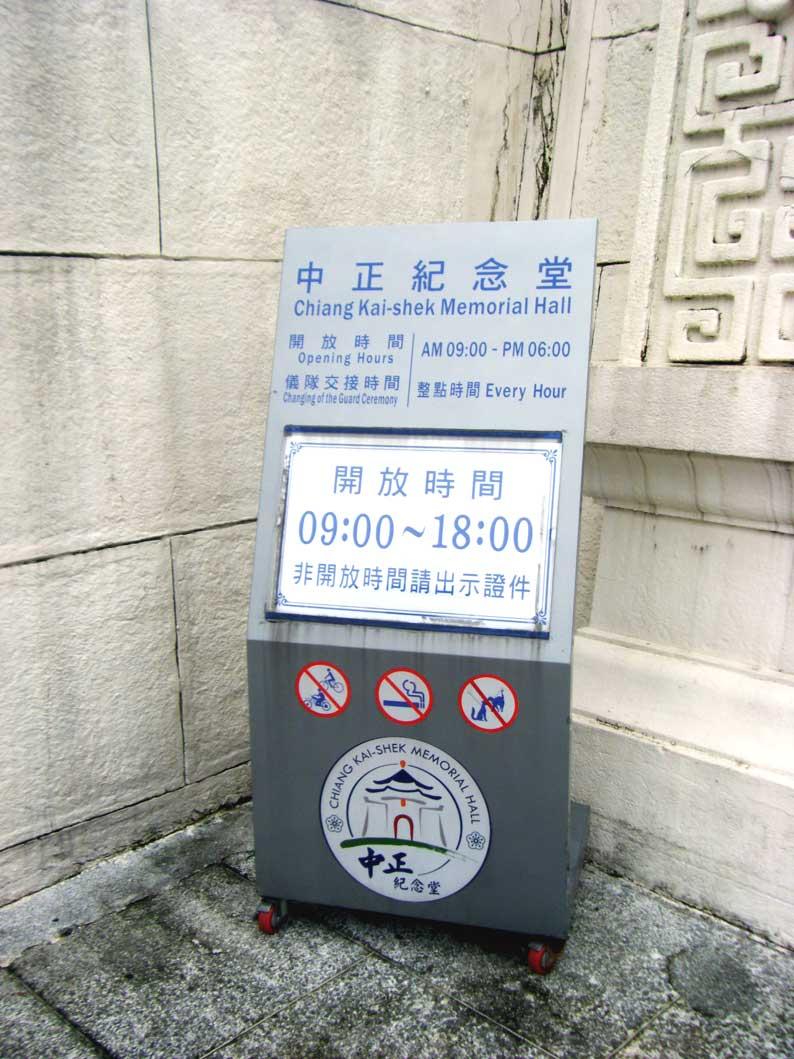 中正紀念堂
Chiang Kai-shek Memorial Hall
開放時間
Opening Hours
AM 09:00 - PM 06:00
儀隊交接時間
Changing of the Guard Ceremony
整點時間 Every Hour
開放時間
09:00~18:00
非開放時間請出示證件
CHIANG KAI-SHEK MEMORIAL HALL
中正
紀念堂